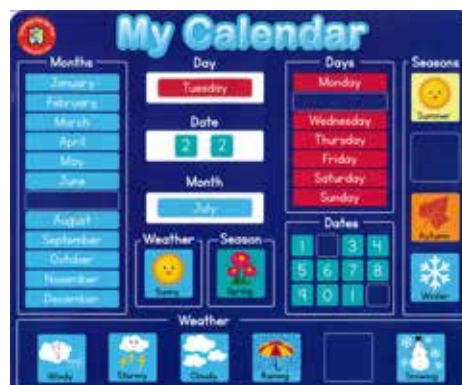 My Calendar
Months
January
February
March
April
May
June
August
September
October
November
December
Day
Tuesday
Date
2 2
Month
July
Weather
Sunny
Season
Spring
Days
Monday
Wednesday
Thursday
Friday
Saturday
Sunday
Dates
1 3 4
5 6 7 8
9 0 1
Seasons
Summer
Autumn
Winter
Weather
Windy
Stormy
Cloudy
Rainy
Snowing